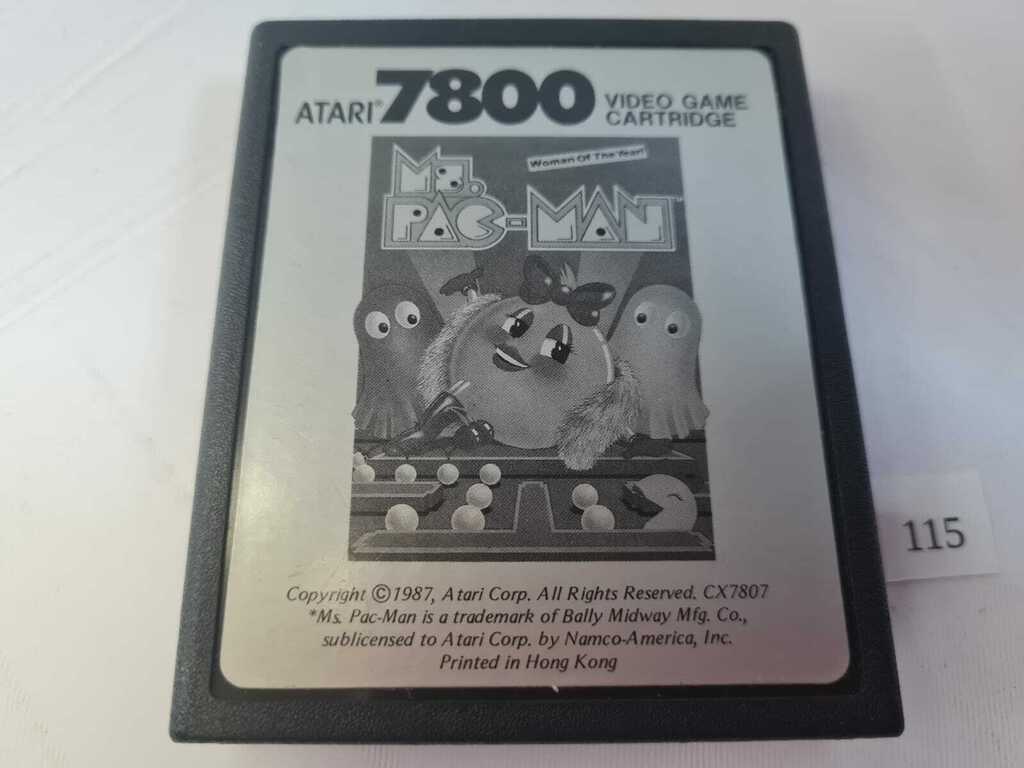 ATARI® 7800 VIDEO GAME
CARTRIDGE
Woman Of The Year!
Ms.
PAC-MAN™
Copyright ©1987, Atari Corp. All Rights Reserved. CX7807
*Ms. Pac-Man is a trademark of Bally Midway Mfg. Co.,
sublicensed to Atari Corp. by Namco-America, Inc.
Printed in Hong Kong
115